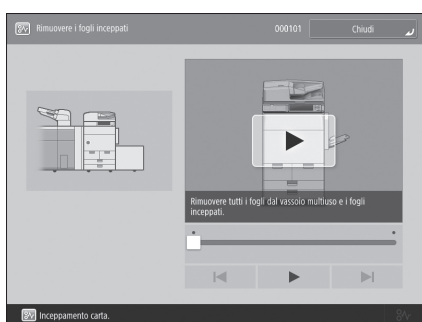 Rimuovere i fogli inceppati 000101 Chiudi
Rimuovere tutti i fogli dal vassoio multiuso e i fogli
inceppati.
Inceppamento carta.